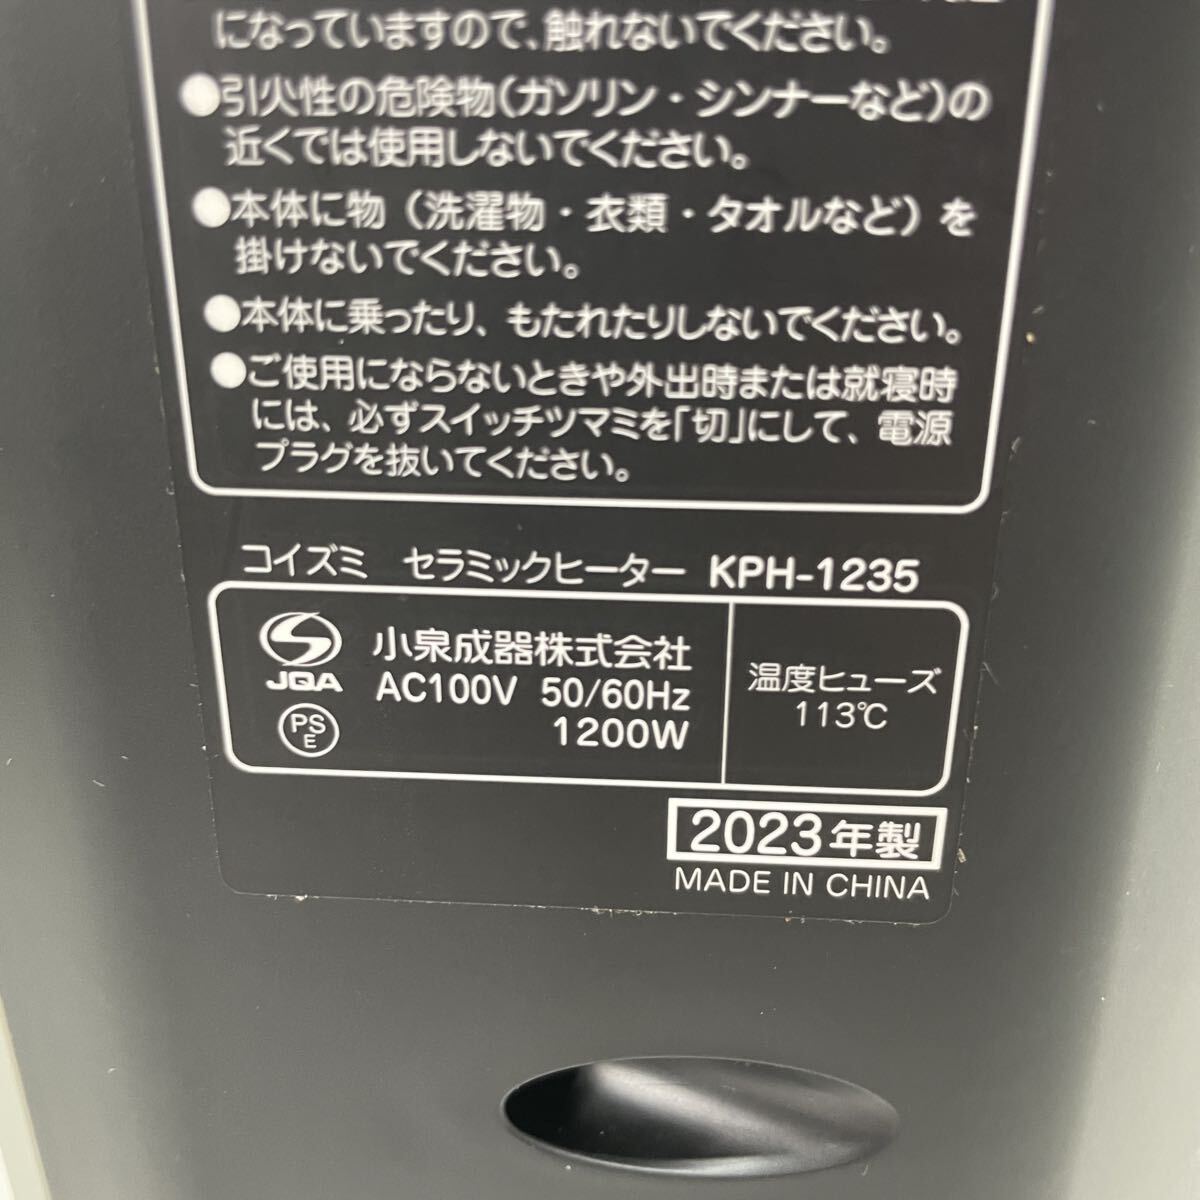 になっていますので、触れないでください。
●引火性の危険物(ガソリン・シンナーなど)の
近くでは使用しないでください。
●本体に物（洗濯物・衣類・タオルなど）を
掛けないでください。
●本体に乗ったり、もたれたりしないでください。
●ご使用にならないときや外出時または就寝時
には、必ずスイッチツマミを「切」にして、電源
プラグを抜いてください。
コイズミ　セラミックヒーター KPH-1235
JQA
PS
E
小泉成器株式会社
AC100V 50/60Hz
1200W
温度ヒューズ
113℃
2023年製
MADE IN CHINA